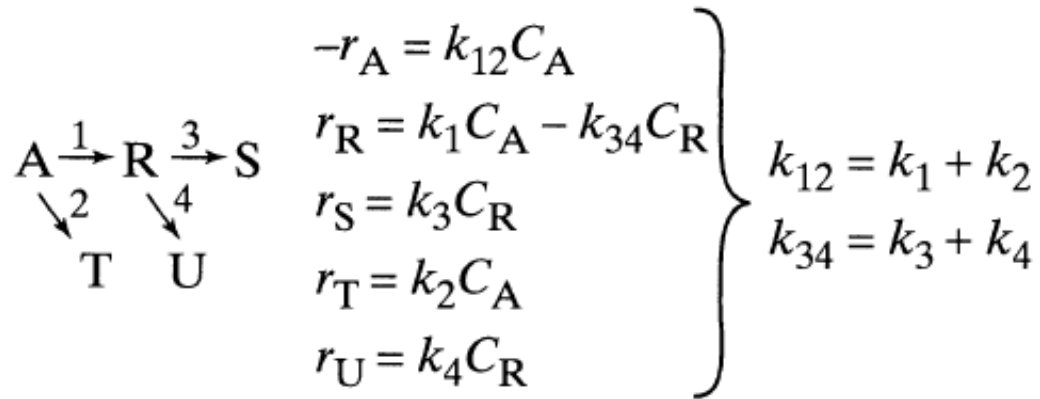 –r_A = k_12 C_A
r_R = k_1 C_A – k_34 C_R
A 1 R 3 S
k_12 = k_1 + k_2
2 4
r_S = k_3 C_R
k_34 = k_3 + k_4
T U
r_T = k_2 C_A
r_U = k_4 C_R